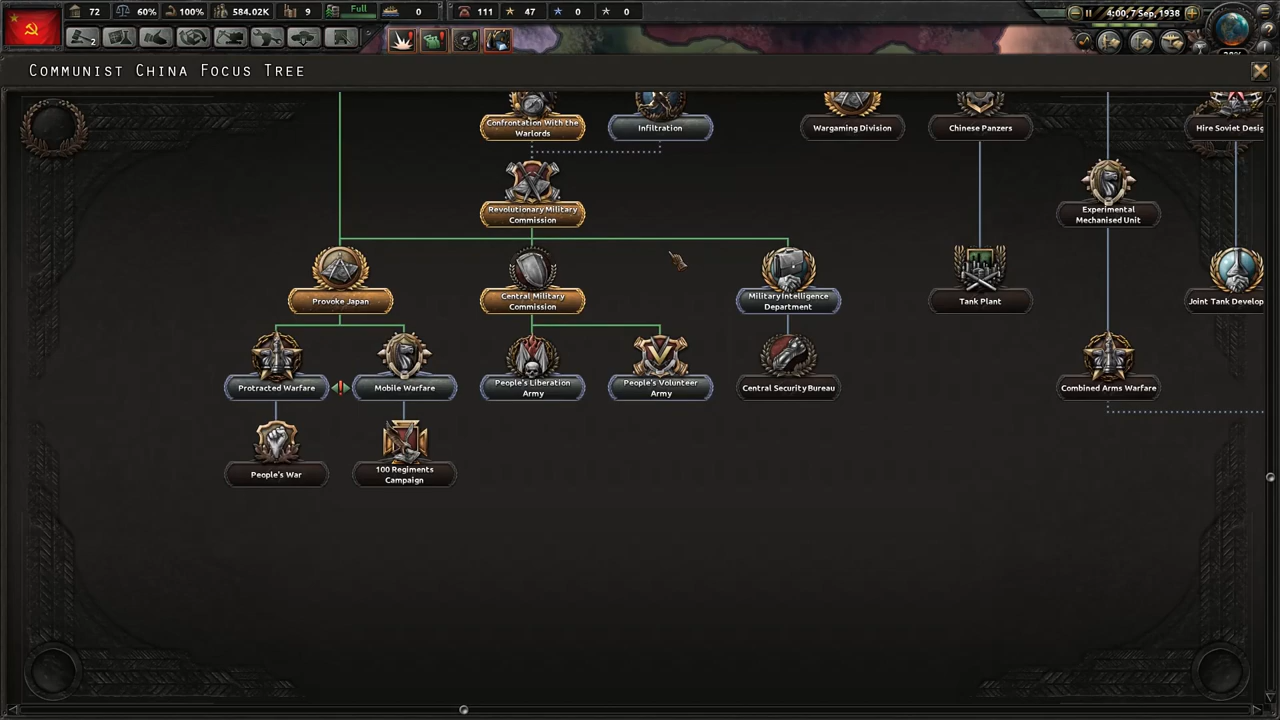 72 60% 100% 584.02K 9 Full 0 111 47 0 0
4:00, 7 Sep, 1938
2
COMMUNIST CHINA FOCUS TREE
Confrontation With the
Warlords
Infiltration
Wargaming Division
Chinese Panzers
Hire Soviet Desig
Revolutionary Military
Commission
Experimental
Mechanised Unit
Provoke Japan
Central Military
Commission
Military Intelligence
Department
Tank Plant
Joint Tank Develop
Protracted Warfare
Mobile Warfare
People's Liberation
Army
People's Volunteer
Army
Central Security Bureau
Combined Arms Warfare
People's War
100 Regiments
Campaign